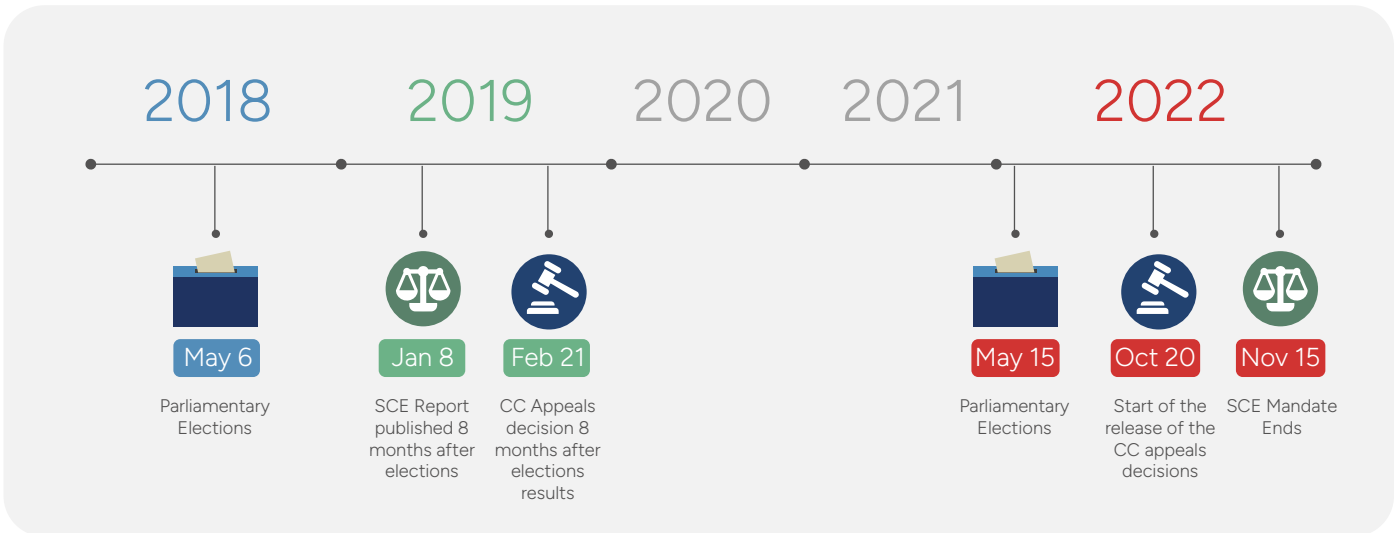 2018
2019
2020
2021
2022
May 6
Parliamentary
Elections
Jan 8
SCE Report
published 8
months after
elections
Feb 21
CC Appeals
decision 8
months after
elections
results
May 15
Parliamentary
Elections
Oct 20
Start of the
release of the
CC appeals
decisions
Nov 15
SCE Mandate
Ends